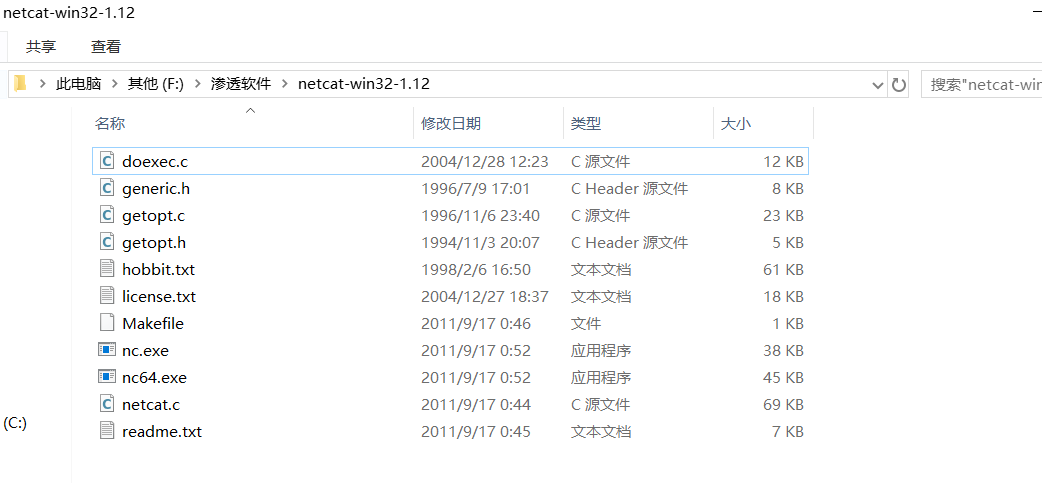 netcat-win32-1.12
共享 查看
此电脑 其他 (F:) 渗透软件 netcat-win32-1.12 搜索"netcat-win
名称 修改日期 类型 大小
doexec.c 2004/12/28 12:23 C 源文件 12 KB
generic.h 1996/7/9 17:01 C Header 源文件 8 KB
getopt.c 1996/11/6 23:40 C 源文件 23 KB
getopt.h 1994/11/3 20:07 C Header 源文件 5 KB
hobbit.txt 1998/2/6 16:50 文本文档 61 KB
license.txt 2004/12/27 18:37 文本文档 18 KB
Makefile 2011/9/17 0:46 文件 1 KB
nc.exe 2011/9/17 0:52 应用程序 38 KB
nc64.exe 2011/9/17 0:52 应用程序 45 KB
(C:) netcat.c 2011/9/17 0:44 C 源文件 69 KB
readme.txt 2011/9/17 0:45 文本文档 7 KB